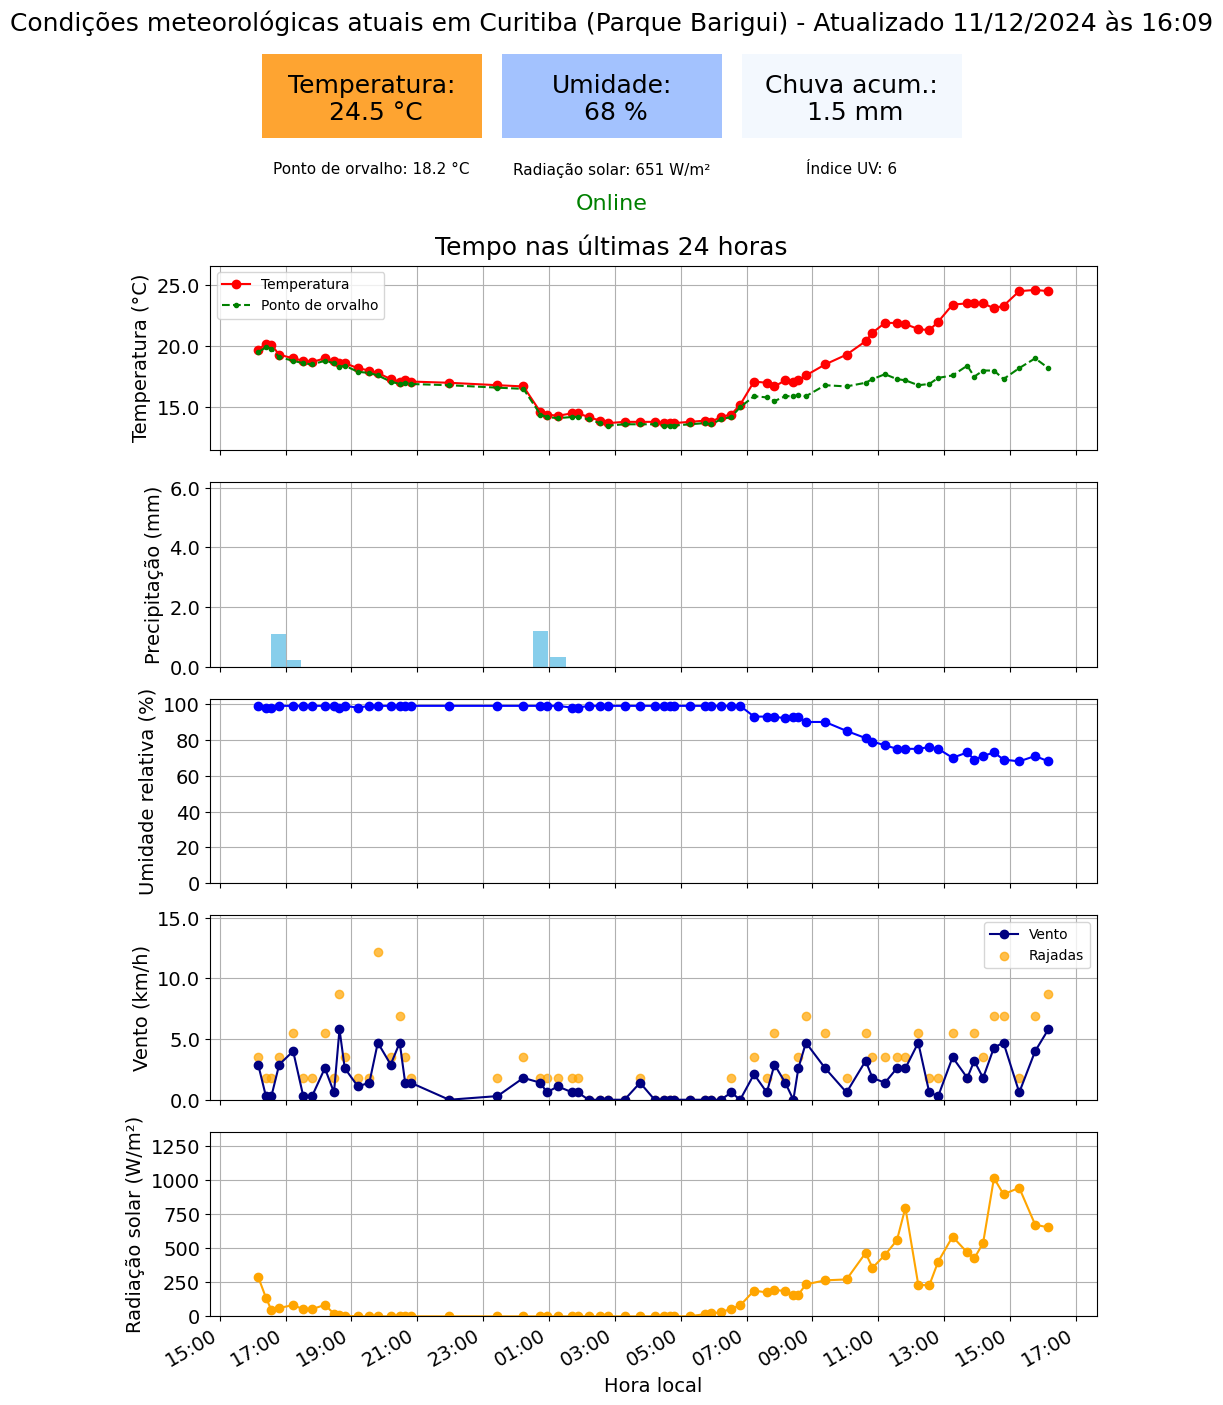 Condições meteorológicas atuais em Curitiba (Parque Barigui) - Atualizado 11/12/2024 às 16:09
Temperatura:
24.5 °C
Umidade:
68 %
Chuva acum.:
1.5 mm
Ponto de orvalho: 18.2 °C
Radiação solar: 651 W/m²
Índice UV: 6
Online
Tempo nas últimas 24 horas
Temperatura (°C)
25.0
20.0
15.0
Temperatura
Ponto de orvalho
Precipitação (mm)
6.0
4.0
2.0
0.0
Umidade relativa (%)
100
80
60
40
20
0
Vento (km/h)
15.0
10.0
5.0
0.0
Vento
Rajadas
Radiação solar (W/m²)
1250
1000
750
500
250
0
15:00
17:00
19:00
21:00
23:00
01:00
03:00
05:00
07:00
09:00
11:00
13:00
15:00
17:00
Hora local